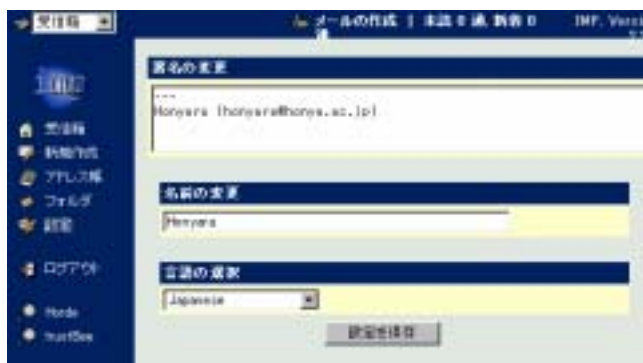 受信箱
メールの作成 | 未読 0 通, 新着 0 通
IMP, Versi
署名の変更
---
Honyara (honyara@honya.ac.jp)
受信箱
新規作成
アドレス帳
フォルダ
設定
ログアウト
Horde
名前の変更
Honyara
言語の選択
Japanese
設定を保存